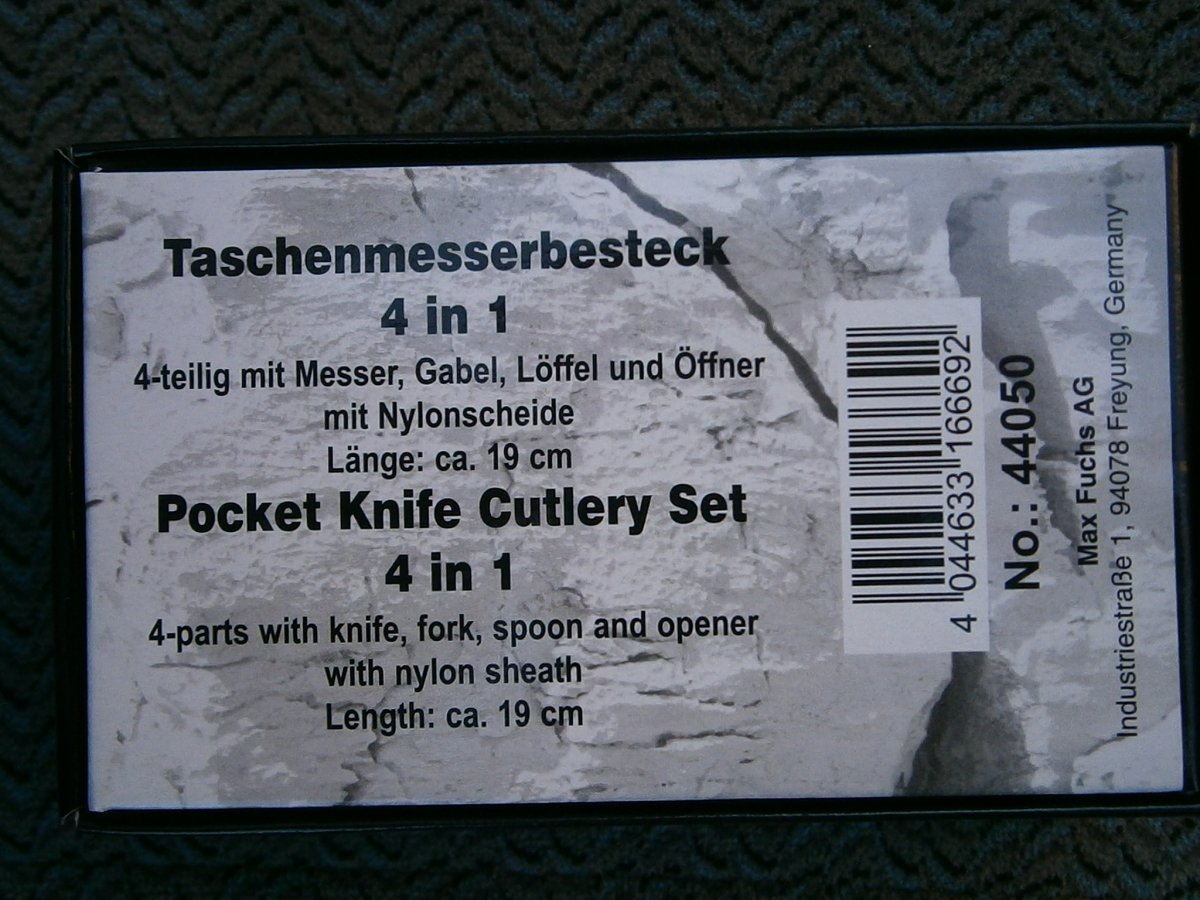 Taschenmesserbesteck
4 in 1
4-teilig mit Messer, Gabel, Löffel und Öffner
mit Nylonscheide
Länge: ca. 19 cm
Pocket Knife Cutlery Set
4 in 1
4-parts with knife, fork, spoon and opener
with nylon sheath
Length: ca. 19 cm
4 044633 166692
No.: 44050
Max Fuchs AG
Industriestraße 1, 94078 Freyung, Germany